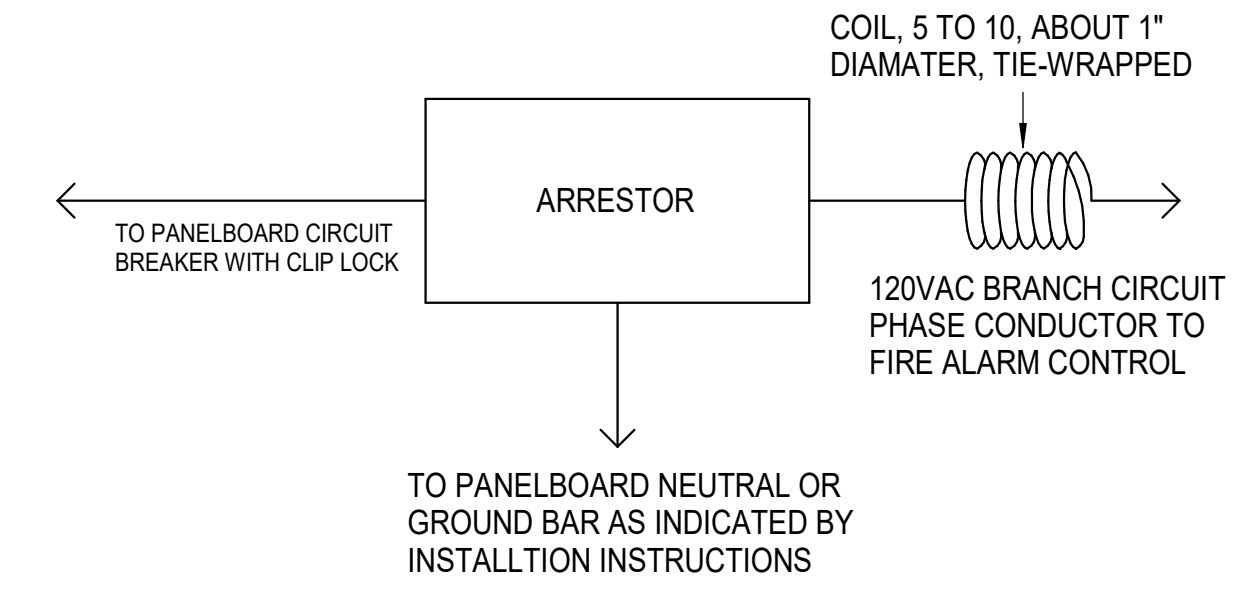 COIL, 5 TO 10, ABOUT 1"
DIAMATER, TIE-WRAPPED
ARRESTOR
TO PANELBOARD CIRCUIT
BREAKER WITH CLIP LOCK
120VAC BRANCH CIRCUIT
PHASE CONDUCTOR TO
FIRE ALARM CONTROL
TO PANELBOARD NEUTRAL OR
GROUND BAR AS INDICATED BY
INSTALLTION INSTRUCTIONS